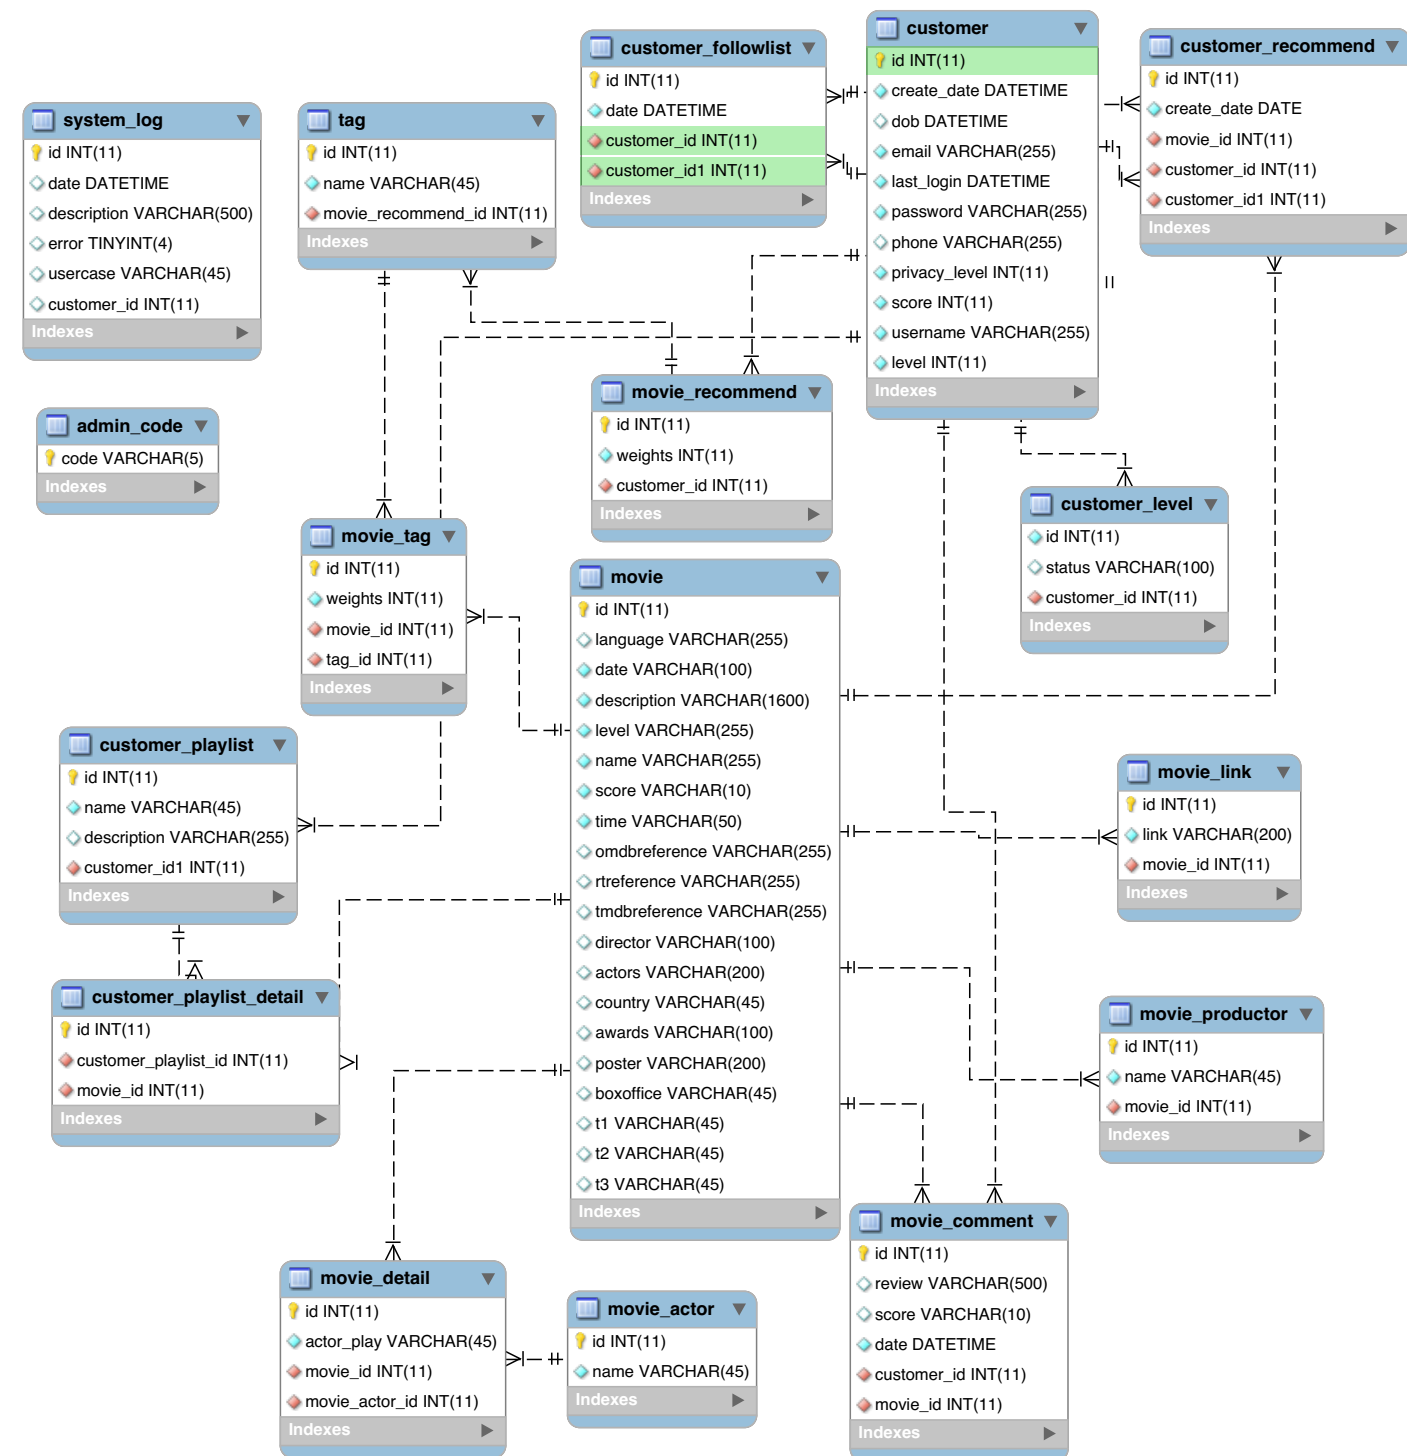 customer_followlist
id INT(11)
date DATETIME
customer_id INT(11)
customer_id1 INT(11)
Indexes
customer
id INT(11)
create_date DATETIME
dob DATETIME
email VARCHAR(255)
last_login DATETIME
password VARCHAR(255)
phone VARCHAR(255)
privacy_level INT(11)
score INT(11)
username VARCHAR(255)
level INT(11)
Indexes
customer_recommend
id INT(11)
create_date DATE
movie_id INT(11)
customer_id INT(11)
customer_id1 INT(11)
Indexes
system_log
id INT(11)
date DATETIME
description VARCHAR(500)
error TINYINT(4)
usercase VARCHAR(45)
customer_id INT(11)
Indexes
tag
id INT(11)
name VARCHAR(45)
movie_recommend_id INT(11)
Indexes
admin_code
code VARCHAR(5)
Indexes
movie_recommend
id INT(11)
weights INT(11)
customer_id INT(11)
Indexes
customer_level
id INT(11)
status VARCHAR(100)
customer_id INT(11)
Indexes
movie_tag
id INT(11)
weights INT(11)
movie_id INT(11)
tag_id INT(11)
Indexes
movie
id INT(11)
language VARCHAR(255)
date VARCHAR(100)
description VARCHAR(1600)
level VARCHAR(255)
name VARCHAR(255)
score VARCHAR(10)
time VARCHAR(50)
omdbreference VARCHAR(255)
rtreference VARCHAR(255)
tmdbreference VARCHAR(255)
director VARCHAR(100)
actors VARCHAR(200)
country VARCHAR(45)
awards VARCHAR(100)
poster VARCHAR(200)
boxoffice VARCHAR(45)
t1 VARCHAR(45)
t2 VARCHAR(45)
t3 VARCHAR(45)
Indexes
customer_playlist
id INT(11)
name VARCHAR(45)
description VARCHAR(255)
customer_id1 INT(11)
Indexes
movie_link
id INT(11)
link VARCHAR(200)
movie_id INT(11)
Indexes
customer_playlist_detail
id INT(11)
customer_playlist_id INT(11)
movie_id INT(11)
Indexes
movie_productor
id INT(11)
name VARCHAR(45)
movie_id INT(11)
Indexes
movie_comment
id INT(11)
review VARCHAR(500)
score VARCHAR(10)
date DATETIME
customer_id INT(11)
movie_id INT(11)
Indexes
movie_detail
id INT(11)
actor_play VARCHAR(45)
movie_id INT(11)
movie_actor_id INT(11)
Indexes
movie_actor
id INT(11)
name VARCHAR(45)
Indexes